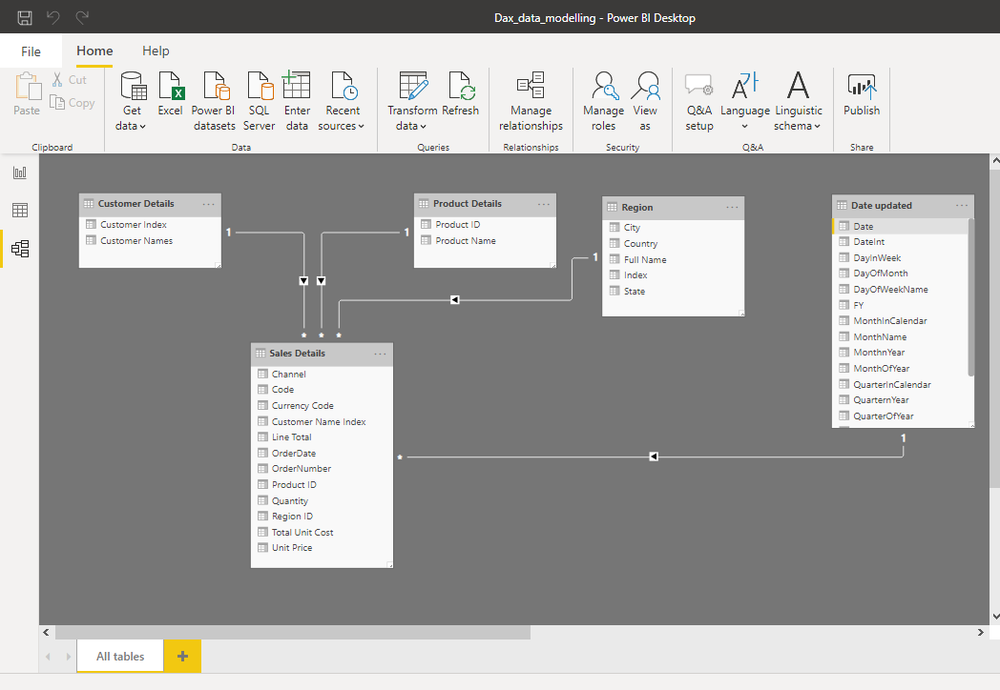 Dax_data_modelling - Power BI Desktop
File Home Help
Paste
Cut
Copy
Get data
Excel
Power BI datasets
SQL Server
Enter data
Recent sources
Transform data
Refresh
Manage relationships
Manage roles
View as
Q&A setup
Language
Linguistic schema
Publish
Clipboard Data Queries Relationships Security Q&A Share
Customer Details ...
Customer Index
Customer Names
Product Details ...
Product ID
Product Name
Region ...
City
Country
Full Name
Index
State
Date updated ...
Date
DateInt
DayInWeek
DayOfMonth
DayOfWeekName
FY
MonthInCalendar
MonthName
MonthnYear
MonthOfYear
QuarterInCalendar
QuarternYear
QuarterOfYear
1
1
1
1
* * *
*
Sales Details ...
Channel
Code
Currency Code
Customer Name Index
Line Total
OrderDate
OrderNumber
Product ID
Quantity
Region ID
Total Unit Cost
Unit Price
All tables +